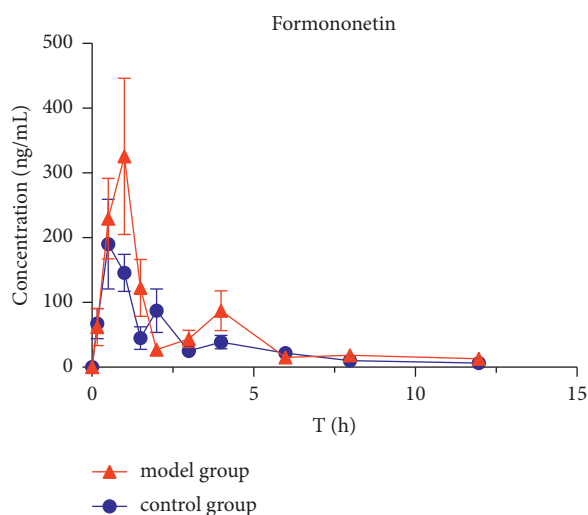 Formononetin
Concentration (ng/mL)
500
400
300
200
100
0
0
5
10
15
T (h)
model group
control group